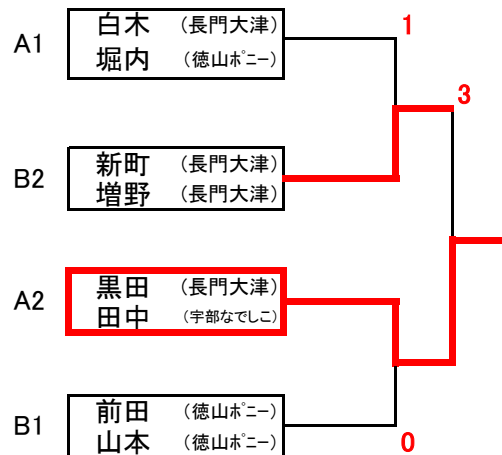 A1
白木 (長門大津)
堀内 (徳山ﾎﾟﾆｰ)
1
3
B2
新町 (長門大津)
増野 (長門大津)
A2
黒田 (長門大津)
田中 (宇部なでしこ)
B1
前田 (徳山ﾎﾟﾆｰ)
山本 (徳山ﾎﾟﾆｰ)
0